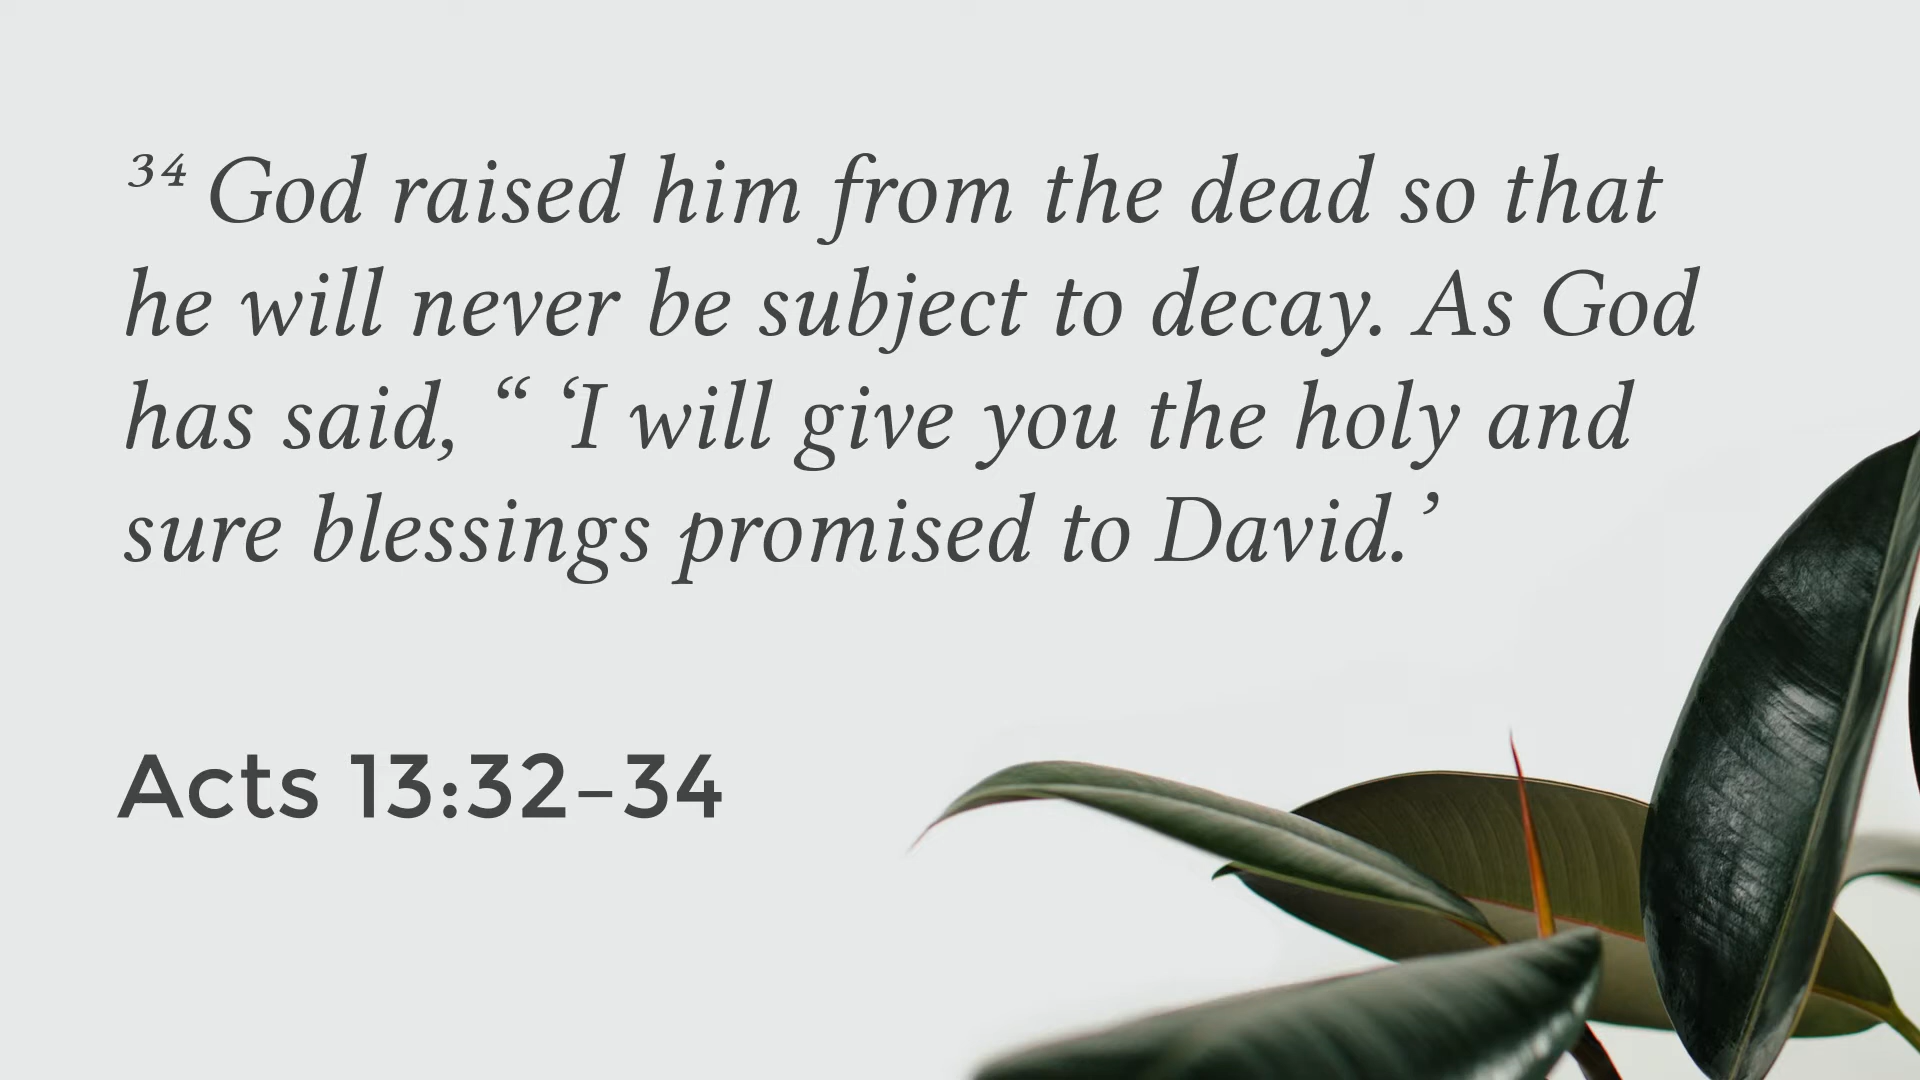 ³⁴ God raised him from the dead so that
he will never be subject to decay. As God
has said, “ ‘I will give you the holy and
sure blessings promised to David.’
Acts 13:32–34